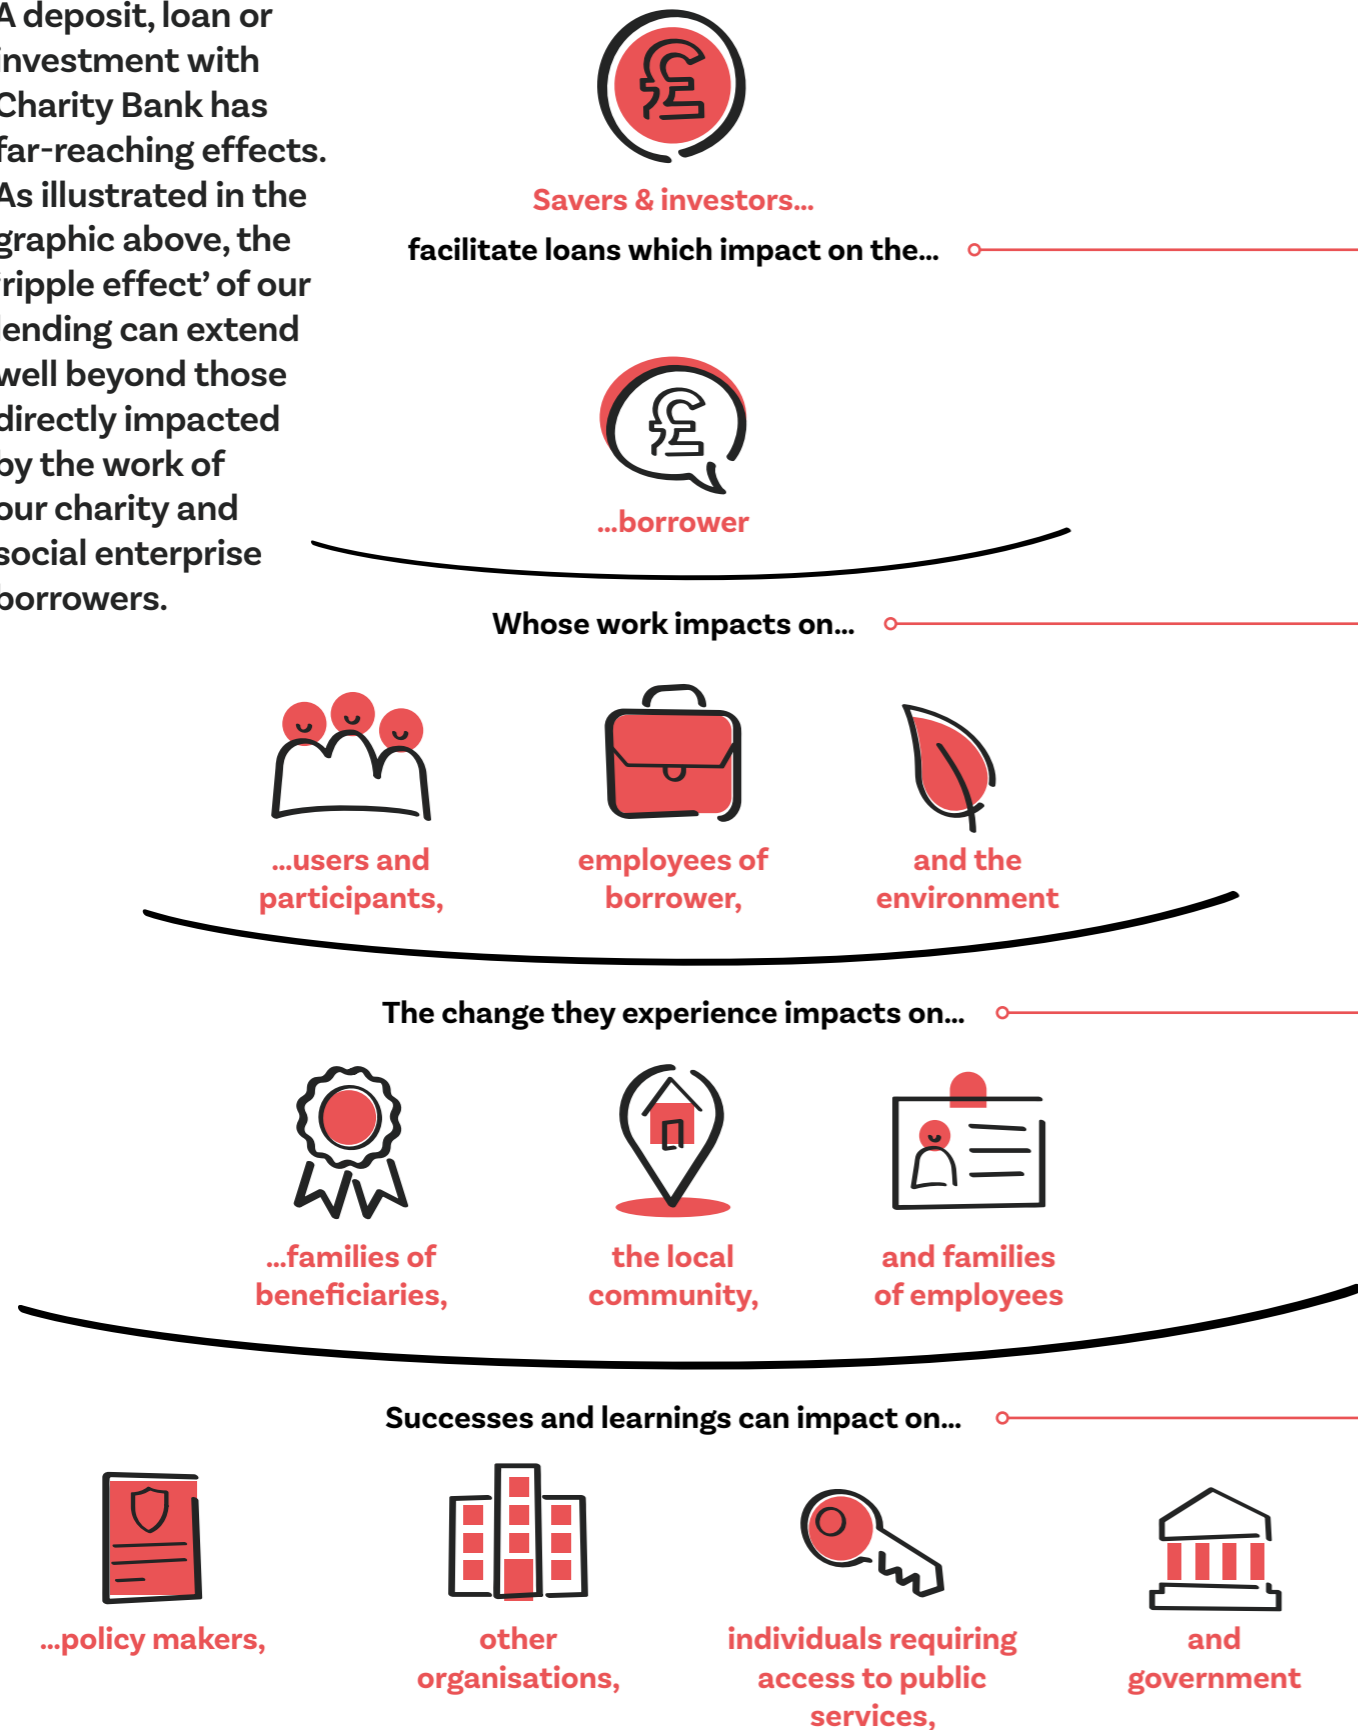 A deposit, loan or
investment with
Charity Bank has
far-reaching effects.
As illustrated in the
graphic above, the
‘ripple effect’ of our
lending can extend
well beyond those
directly impacted
by the work of
our charity and
social enterprise
borrowers.
£
Savers & investors...
facilitate loans which impact on the...
£
...borrower
Whose work impacts on...
...users and
participants,
employees of
borrower,
and the
environment
The change they experience impacts on...
...families of
beneficiaries,
the local
community,
and families
of employees
Successes and learnings can impact on...
...policy makers,
other
organisations,
individuals requiring
access to public
services,
and
government